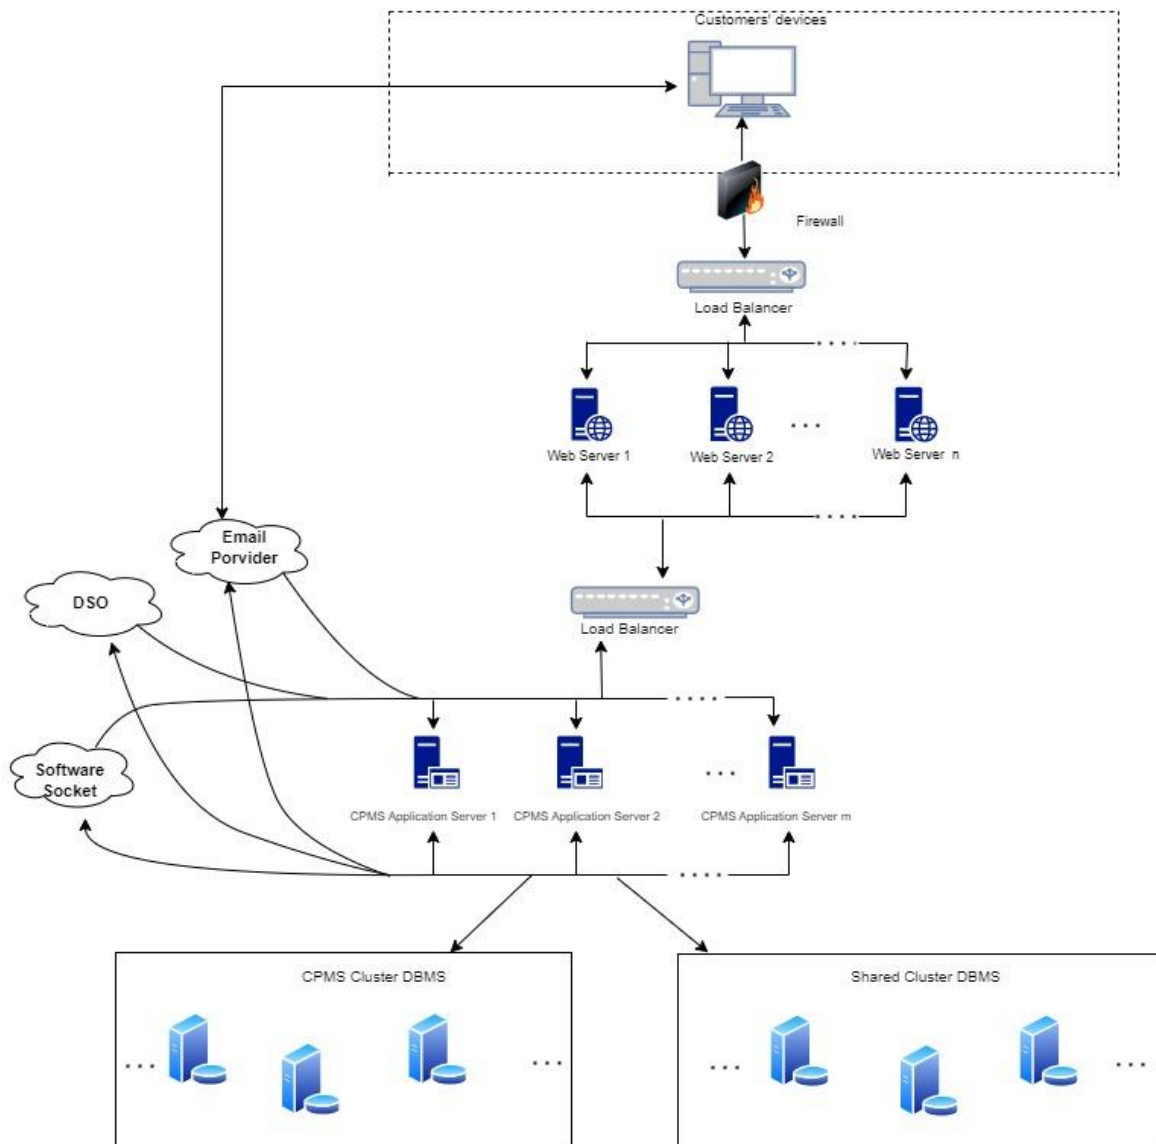 Customers' devices
Firewall
Load Balancer
. . . .
. . .
Web Server 1
Web Server 2
Web Server n
. . . .
Email
Porvider
DSO
Load Balancer
. . . .
Software
Socket
. . .
CPMS Application Server 1
CPMS Application Server 2
CPMS Application Server m
. . . .
CPMS Cluster DBMS
Shared Cluster DBMS
. . .
. . .
. . .
. . .